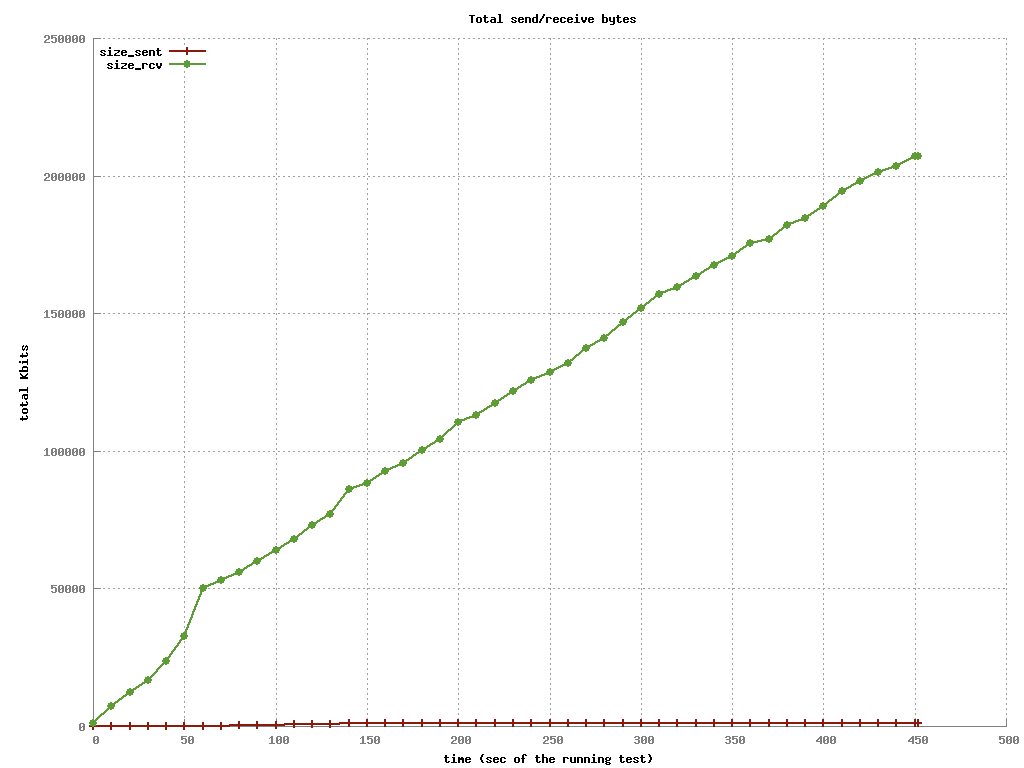 Total send/receive bytes
250000
size_sent
size_rcv
200000
150000
total Kbits
100000
50000
0
0 50 100 150 200 250 300 350 400 450 500
time (sec of the running test)